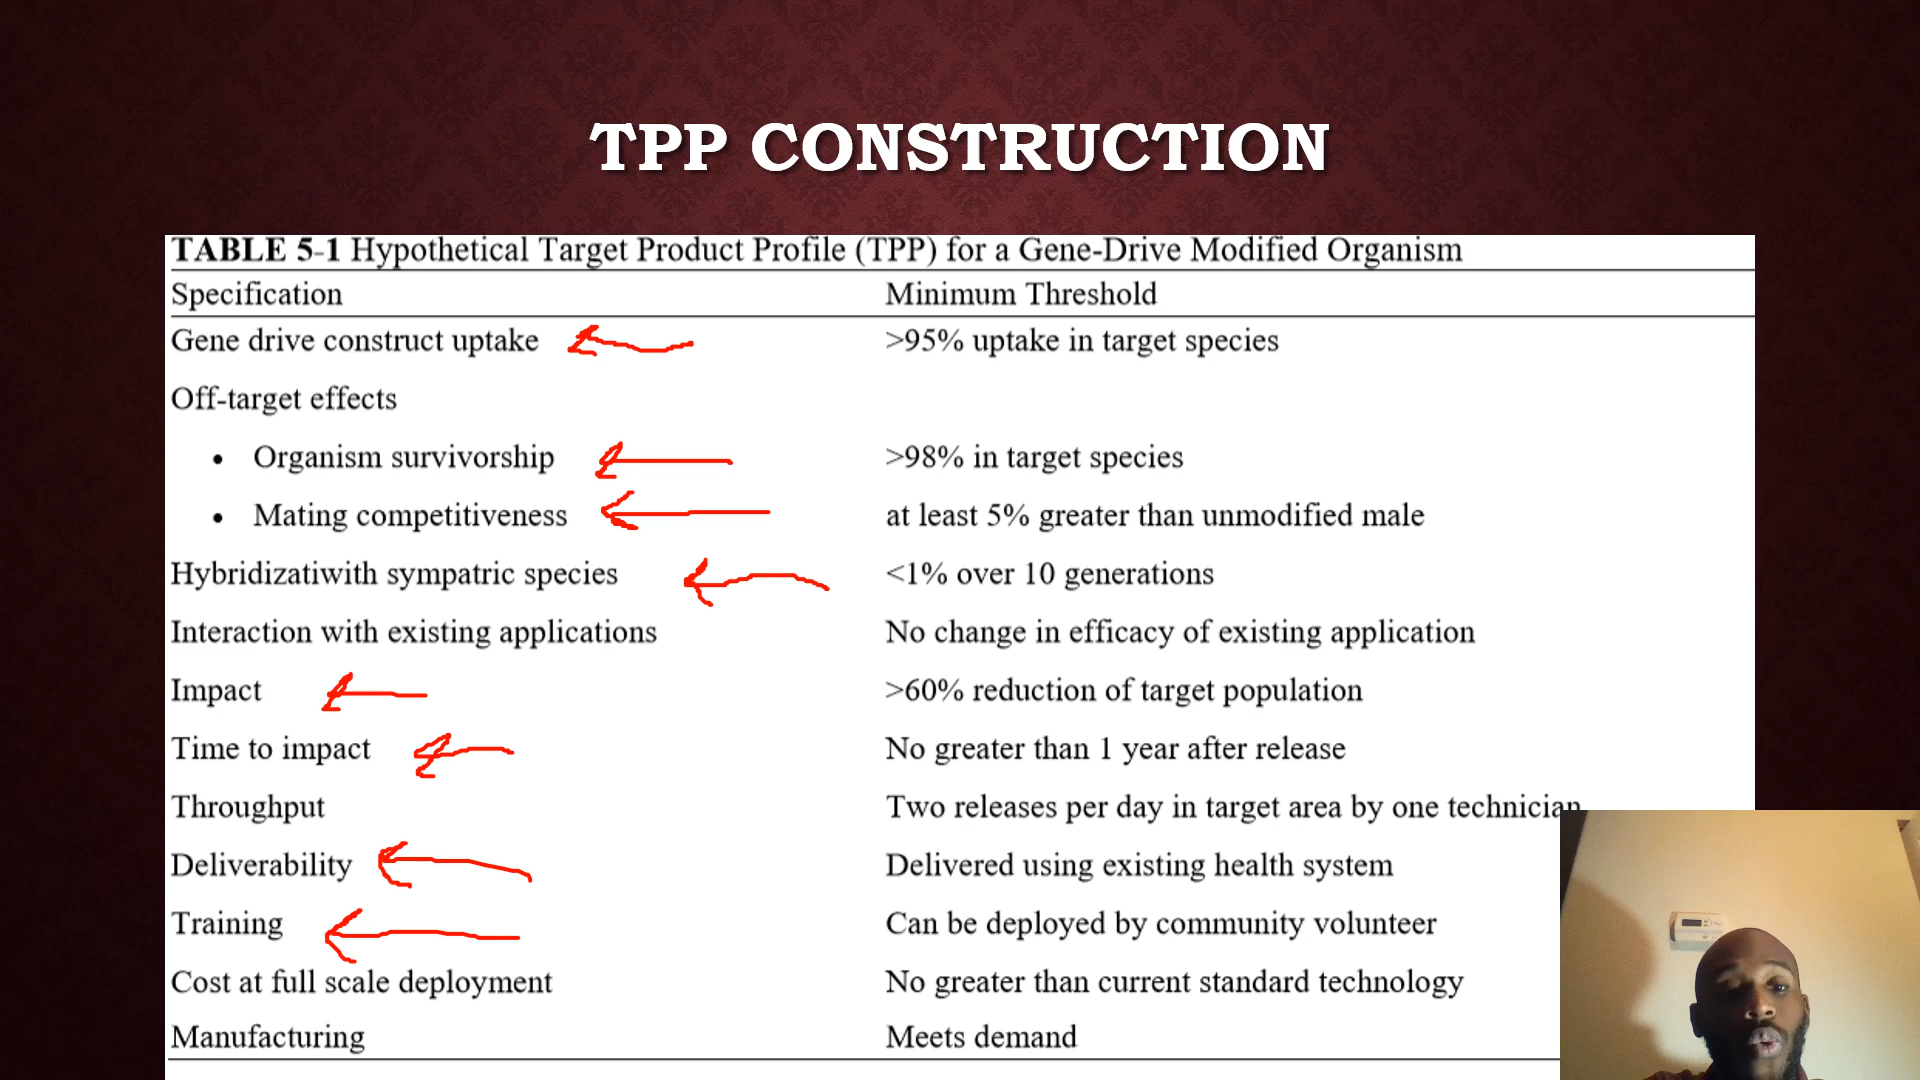 TPP CONSTRUCTION
TABLE 5-1 Hypothetical Target Product Profile (TPP) for a Gene-Drive Modified Organism
Specification Minimum Threshold
Gene drive construct uptake >95% uptake in target species
Off-target effects
• Organism survivorship >98% in target species
• Mating competitiveness at least 5% greater than unmodified male
Hybridizatiwith sympatric species <1% over 10 generations
Interaction with existing applications No change in efficacy of existing application
Impact >60% reduction of target population
Time to impact No greater than 1 year after release
Throughput Two releases per day in target area by one technician
Deliverability Delivered using existing health system
Training Can be deployed by community volunteer
Cost at full scale deployment No greater than current standard technology
Manufacturing Meets demand